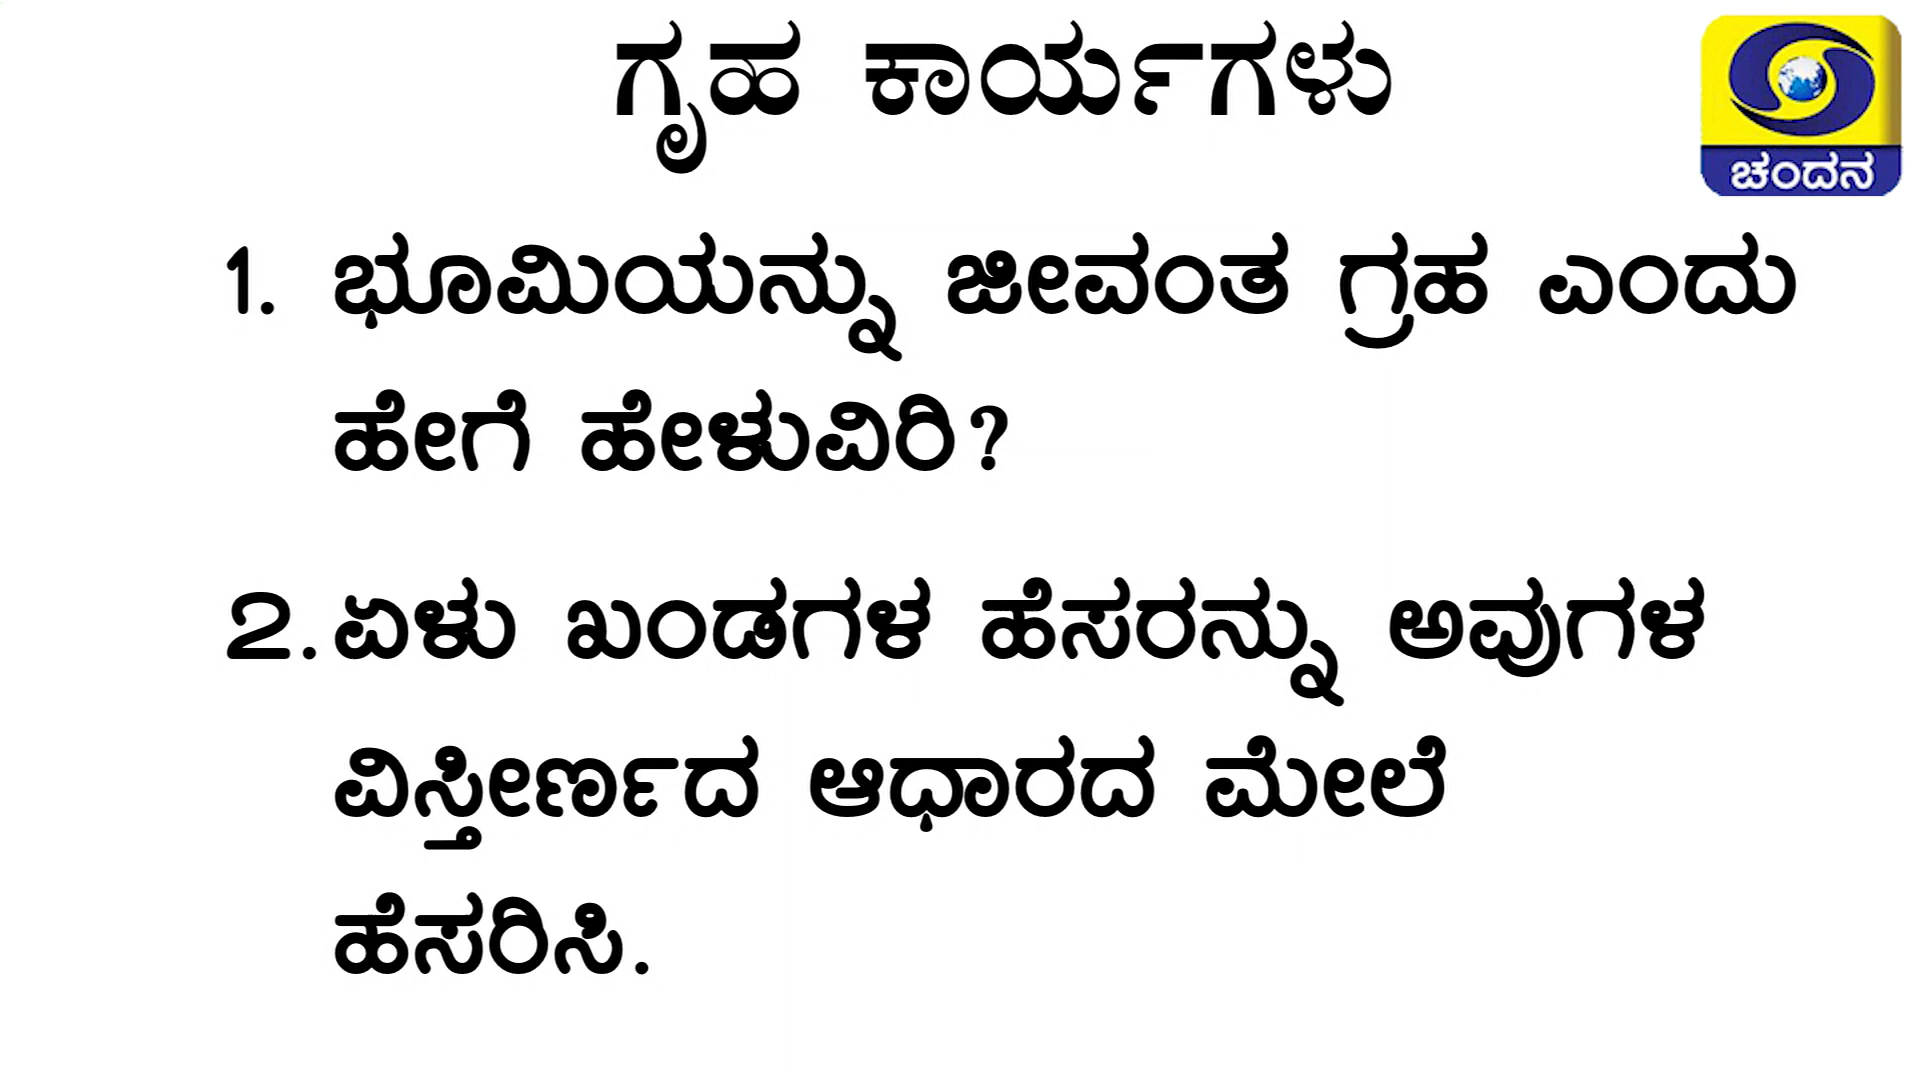 ಗೃಹ ಕಾರ್ಯಗಳು
ಚಂದನ
1. ಭೂಮಿಯನ್ನು ಜೀವಂತ ಗ್ರಹ ಎಂದು
ಹೇಗೆ ಹೇಳುವಿರಿ?
2. ಏಳು ಖಂಡಗಳ ಹೆಸರನ್ನು ಅವುಗಳ
ವಿಸ್ತೀರ್ಣದ ಆಧಾರದ ಮೇಲೆ
ಹೆಸರಿಸಿ.